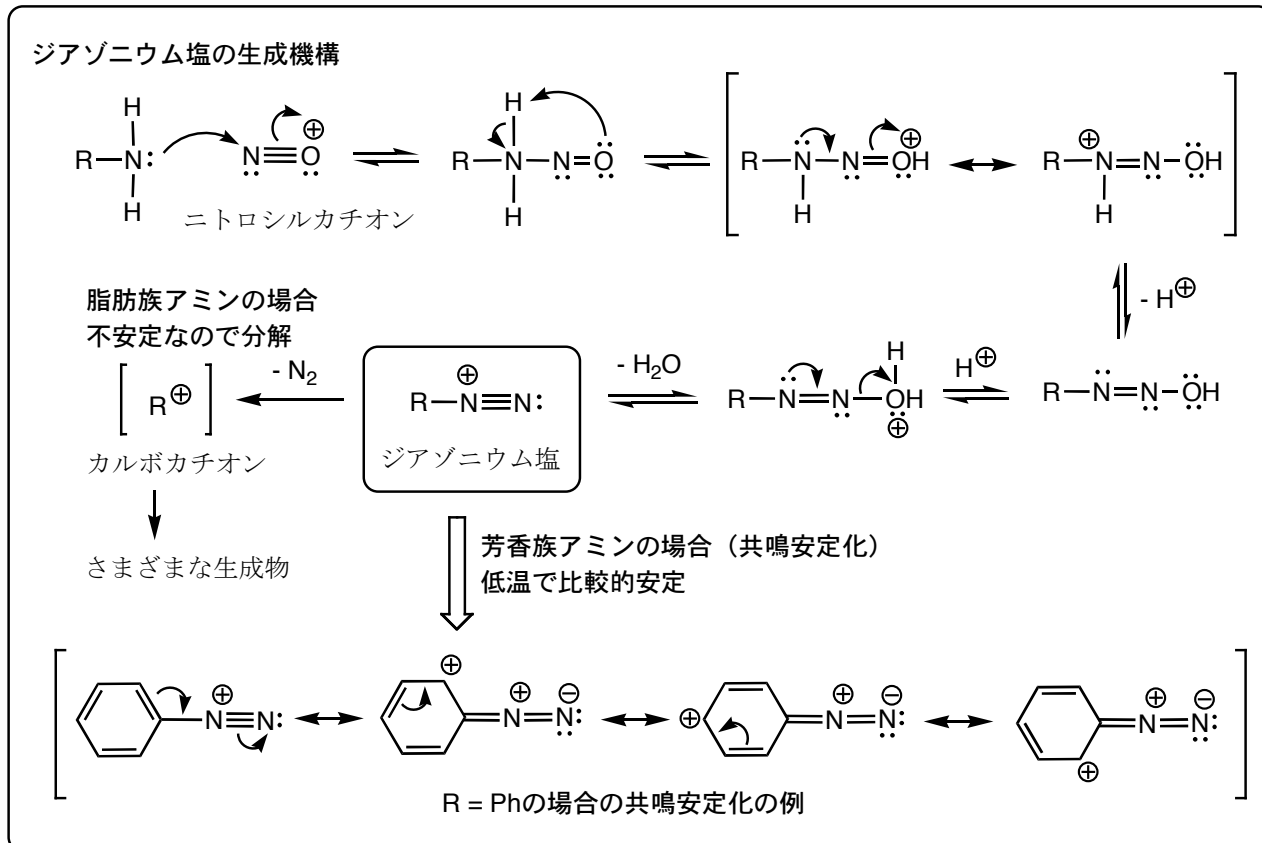 ジアゾニウム塩の生成機構
H
R N: N O ⊕
H
ニトロシルカチオン
H
R N N O
H
R N N OH ⊕
H
⊕
R N N OH
H
- H⊕
脂肪族アミンの場合
不安定なので分解
- N2
R⊕
カルボカチオン
さまざまな生成物
⊕
R N N:
ジアゾニウム塩
- H2O
H
R N N OH
⊕
H⊕
R N N OH
芳香族アミンの場合（共鳴安定化）
低温で比較的安定
⊕
N N:
⊕ ⊕ ⊖
N N:
⊕ ⊕ ⊖
N N:
⊕ ⊖
N N:
⊕
R = Phの場合の共鳴安定化の例